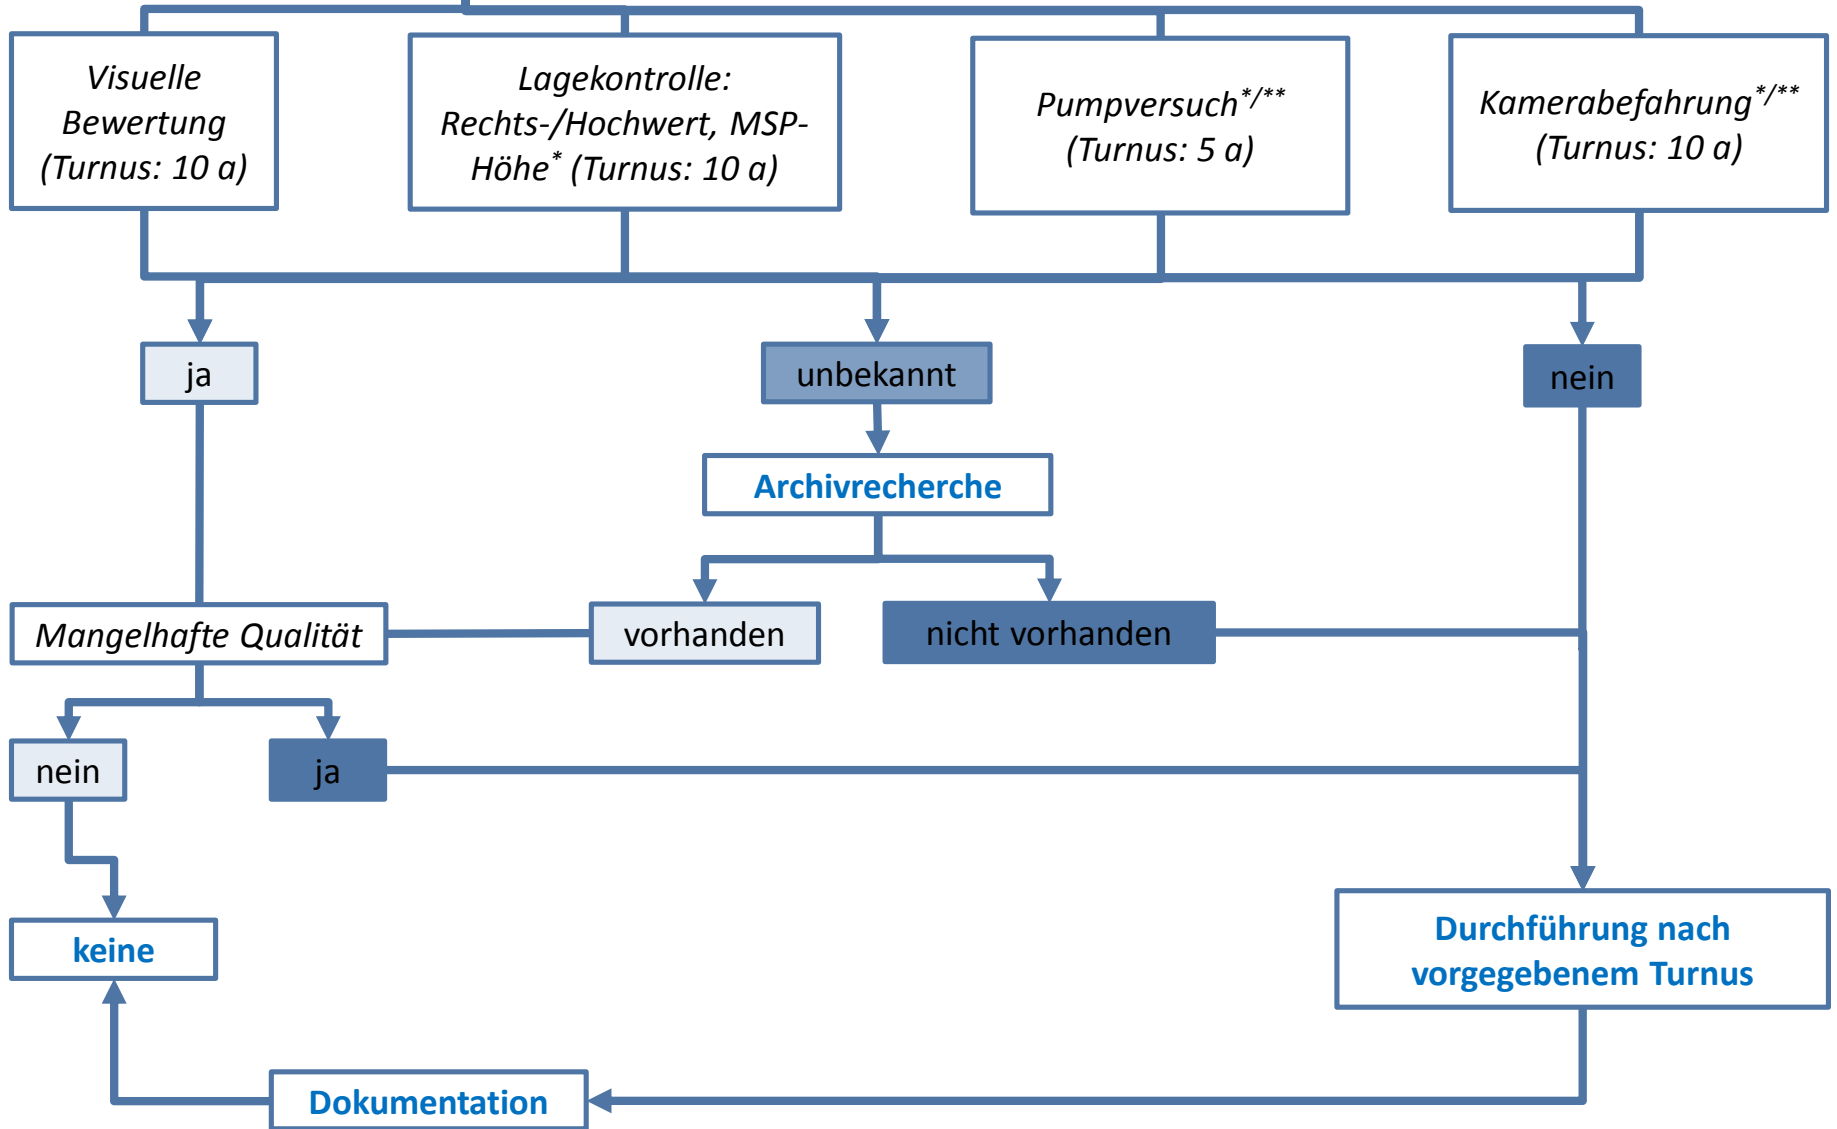 Visuelle
Bewertung
(Turnus: 10 a)
Lagekontrolle:
Rechts-/Hochwert, MSP-
Höhe* (Turnus: 10 a)
Pumpversuch*/**
(Turnus: 5 a)
Kamerabefahrung*/**
(Turnus: 10 a)
ja
unbekannt
nein
Archivrecherche
Mangelhafte Qualität
vorhanden
nicht vorhanden
nein
ja
keine
Durchführung nach
vorgegebenem Turnus
Dokumentation